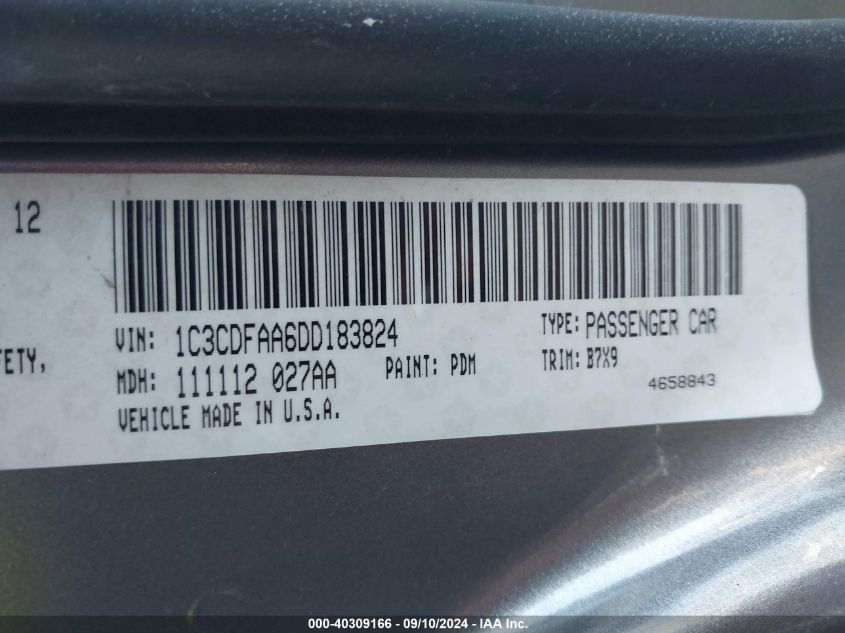 12
VIN: 1C3CDFAA6DD183824
TYPE: PASSENGER CAR
FETY,
MDH: 111112 027AA
PAINT: PDM
TRIM: B7X9
4658843
VEHICLE MADE IN U.S.A.
000-40309166 - 09/10/2024 - IAA Inc.